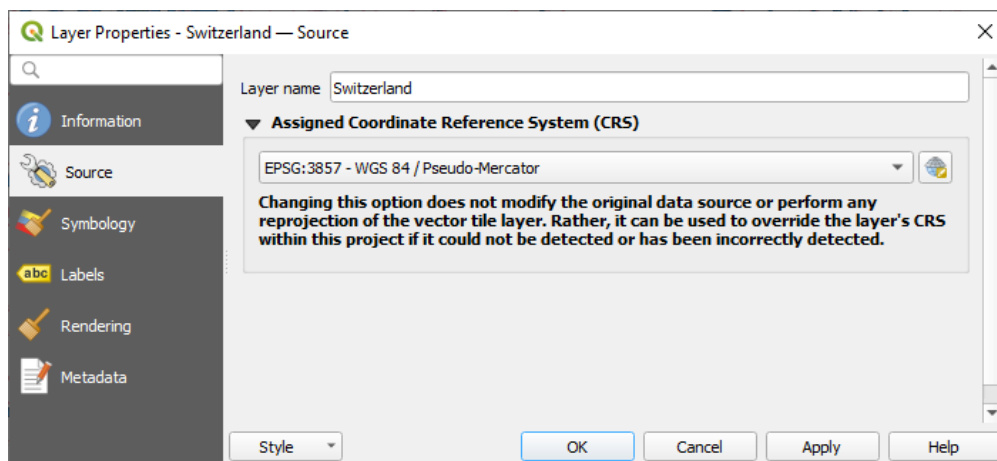 Layer Properties - Switzerland — Source
Information
Source
Symbology
abc Labels
Rendering
Metadata
Layer name Switzerland
Assigned Coordinate Reference System (CRS)
EPSG:3857 - WGS 84 / Pseudo-Mercator
Changing this option does not modify the original data source or perform any
reprojection of the vector tile layer. Rather, it can be used to override the layer's CRS
within this project if it could not be detected or has been incorrectly detected.
Style OK Cancel Apply Help